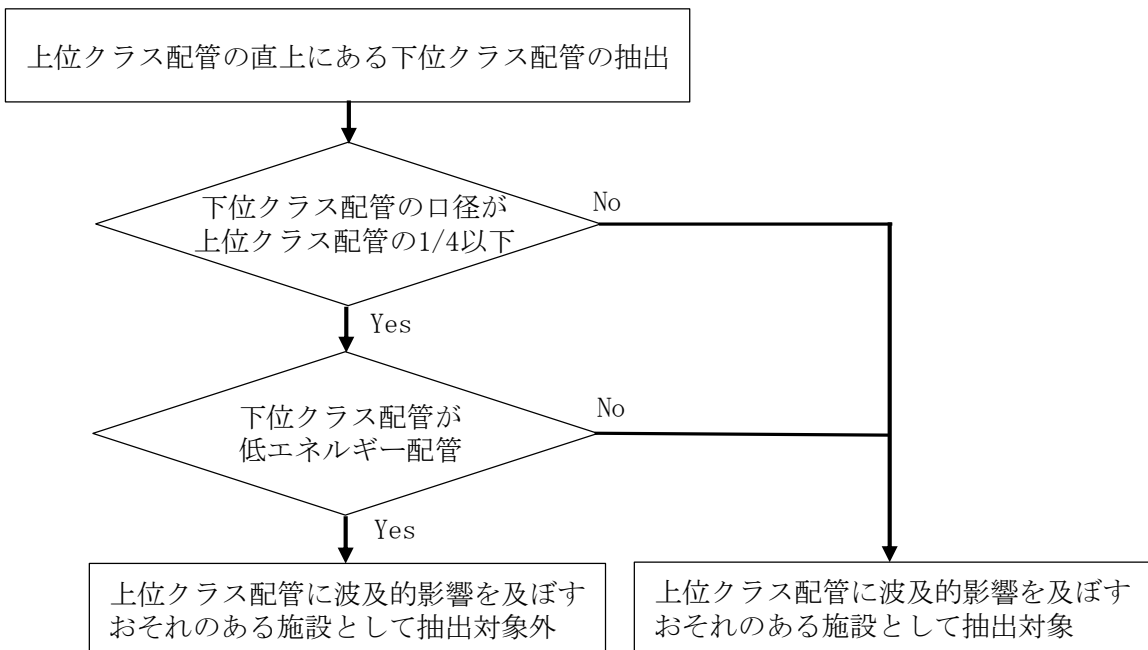 上位クラス配管の直上にある下位クラス配管の抽出
下位クラス配管の口径が
上位クラス配管の1/4以下
No
Yes
下位クラス配管が
低エネルギー配管
No
Yes
上位クラス配管に波及的影響を及ぼす
おそれのある施設として抽出対象外
上位クラス配管に波及的影響を及ぼす
おそれのある施設として抽出対象